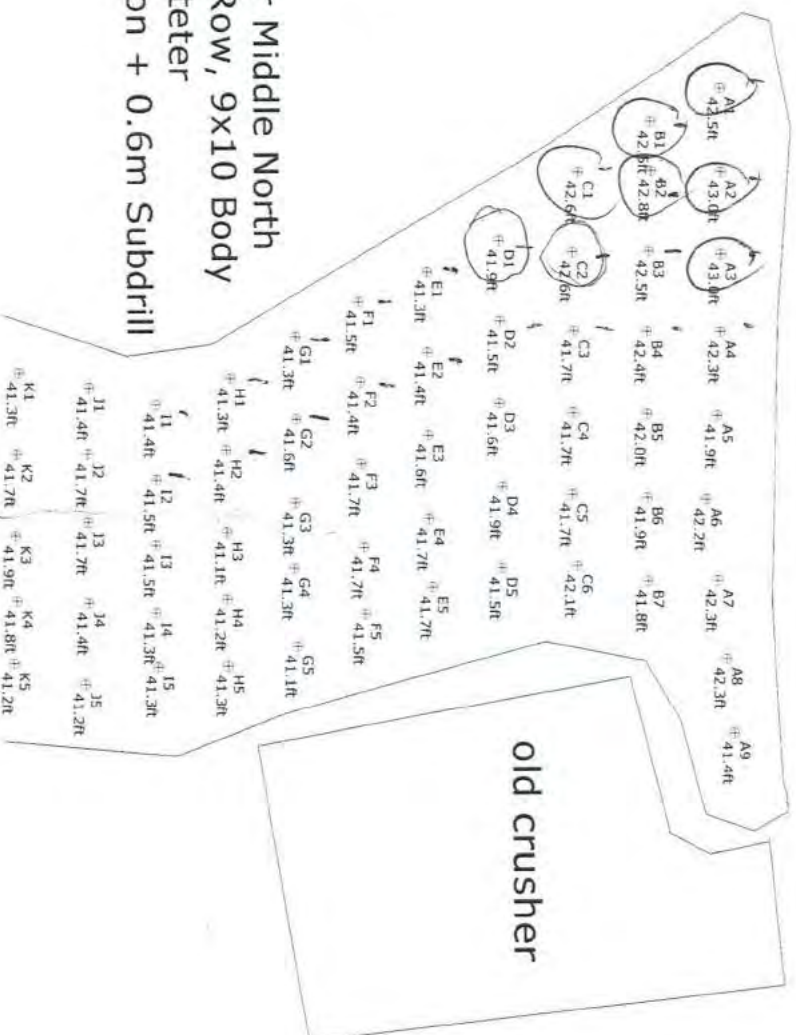 A1 A2 A3 A4 A5 A6 A7 A8 A9
42.5ft 43.0ft 43.0ft 42.3ft 41.9ft 42.2ft 42.3ft 42.3ft 41.4ft
B1 B2 B3 B4 B5 B6 B7
42.6ft 42.8ft 42.5ft 42.4ft 42.0ft 41.9ft 41.8ft
C1 C2 C3 C4 C5 C6
42.6ft 42.6ft 41.7ft 41.7ft 41.7ft 42.1ft
old crusher
D1 D2 D3 D4 D5
41.9ft 41.5ft 41.6ft 41.9ft 41.5ft
E1 E2 E3 E4 E5
41.3ft 41.4ft 41.6ft 41.7ft 41.7ft
F1 F2 F3 F4 F5
41.5ft 41.4ft 41.7ft 41.7ft 41.5ft
G1 G2 G3 G4 G5
41.3ft 41.6ft 41.3ft 41.3ft 41.1ft
H1 H2 H3 H4 H5
41.3ft 41.4ft 41.1ft 41.2ft 41.3ft
I1 I2 I3 I4 I5
41.4ft 41.5ft 41.5ft 41.3ft 41.3ft
J1 J2 J3 J4 J5
41.4ft 41.7ft 41.7ft 41.4ft 41.2ft
K1 K2 K3 K4 K5
41.3ft 41.7ft 41.9ft 41.8ft 41.2ft
r Middle North
Row, 9x10 Body
teter
on + 0.6m Subdrill